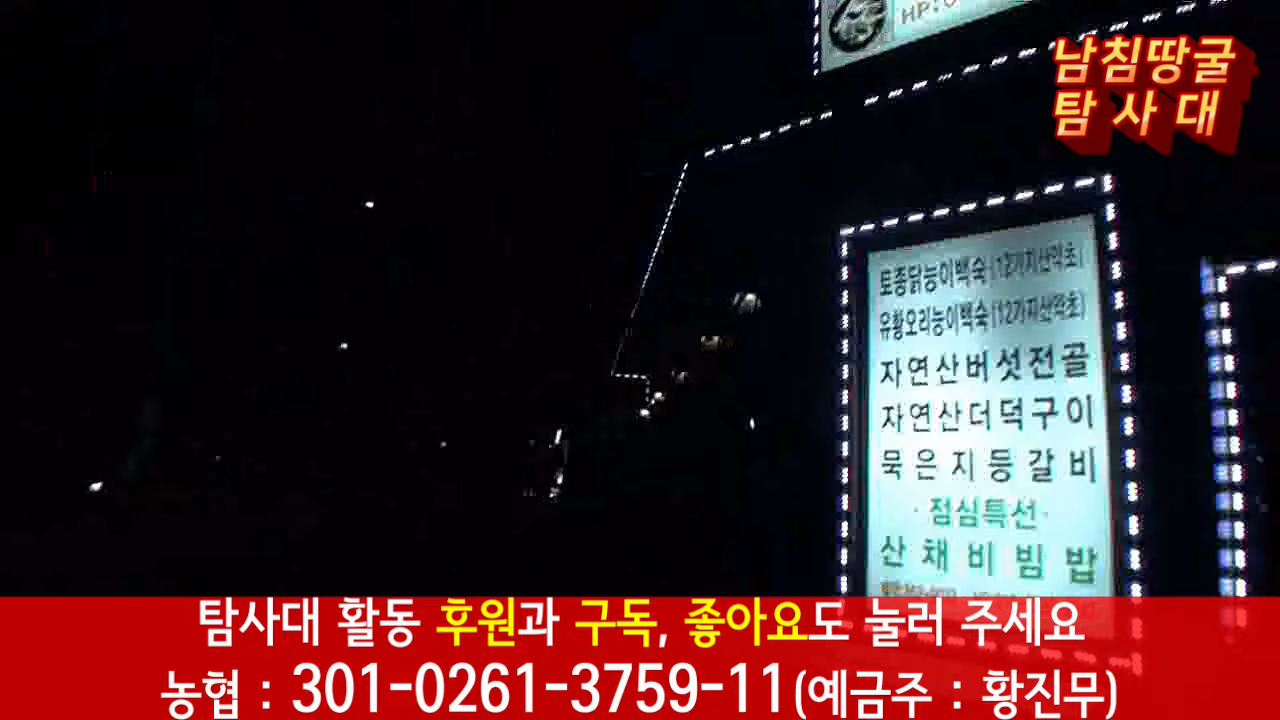 HP:0
남침땅굴
탐사대
토종닭능이백숙(12가지산약초)
유황오리능이백숙(12가지산약초)
자연산버섯전골
자연산더덕구이
묵은지등갈비
·점심특선·
산채비빔밥
탐사대 활동 후원과 구독, 좋아요도 눌러 주세요
농협 : 301-0261-3759-11(예금주 : 황진무)